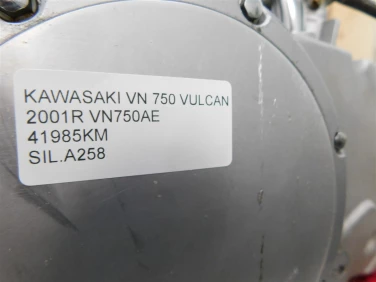 KAWASAKI VN 750 VULCAN
2001R VN750AE
41985KM
SIL.A258